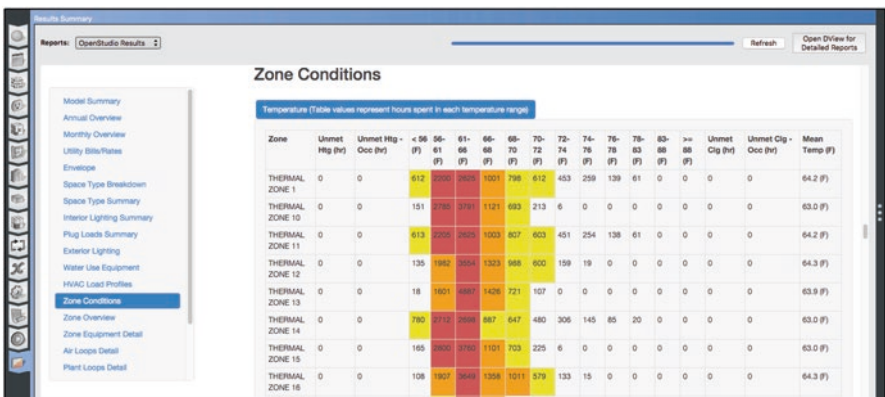 Results Summary
Reports: OpenStudio Results
Refresh
Open DView for
Detailed Reports
Model Summary
Annual Overview
Monthly Overview
Utility Bills/Rates
Envelope
Space Type Breakdown
Space Type Summary
Interior Lighting Summary
Plug Loads Summary
Exterior Lighting
Water Use Equipment
HVAC Load Profiles
Zone Conditions
Zone Overview
Zone Equipment Detail
Air Loops Detail
Plant Loops Detail
Zone Conditions
Temperature (Table values represent hours spent in each temperature range)
Zone Unmet Unmet Htg - < 56 56- 61- 66- 68- 70- 72- 74- 76- 78- 83- >= Unmet Unmet Clg - Mean
Htg (hr) Occ (hr) (F) 61 66 68 70 72 74 76 78 83 88 88 Clg (hr) Occ (hr) Temp (F)
(F) (F) (F) (F) (F) (F) (F) (F) (F) (F) (F)
THERMAL 0 0 612 2200 2625 1001 798 612 453 259 139 61 0 0 0 0 64.2 (F)
ZONE 1
THERMAL 0 0 151 2785 3791 1121 693 213 6 0 0 0 0 0 0 0 63.0 (F)
ZONE 10
THERMAL 0 0 613 2205 2625 1003 807 603 451 254 138 61 0 0 0 0 64.2 (F)
ZONE 11
THERMAL 0 0 135 1982 3554 1323 988 600 159 19 0 0 0 0 0 0 64.3 (F)
ZONE 12
THERMAL 0 0 18 1601 4887 1426 721 107 0 0 0 0 0 0 0 0 63.9 (F)
ZONE 13
THERMAL 0 0 780 2712 2698 887 647 480 306 145 85 20 0 0 0 0 63.0 (F)
ZONE 14
THERMAL 0 0 165 2800 3760 1101 703 225 6 0 0 0 0 0 0 0 63.0 (F)
ZONE 15
THERMAL 0 0 108 1907 3649 1358 1011 579 133 15 0 0 0 0 0 0 64.3 (F)
ZONE 16